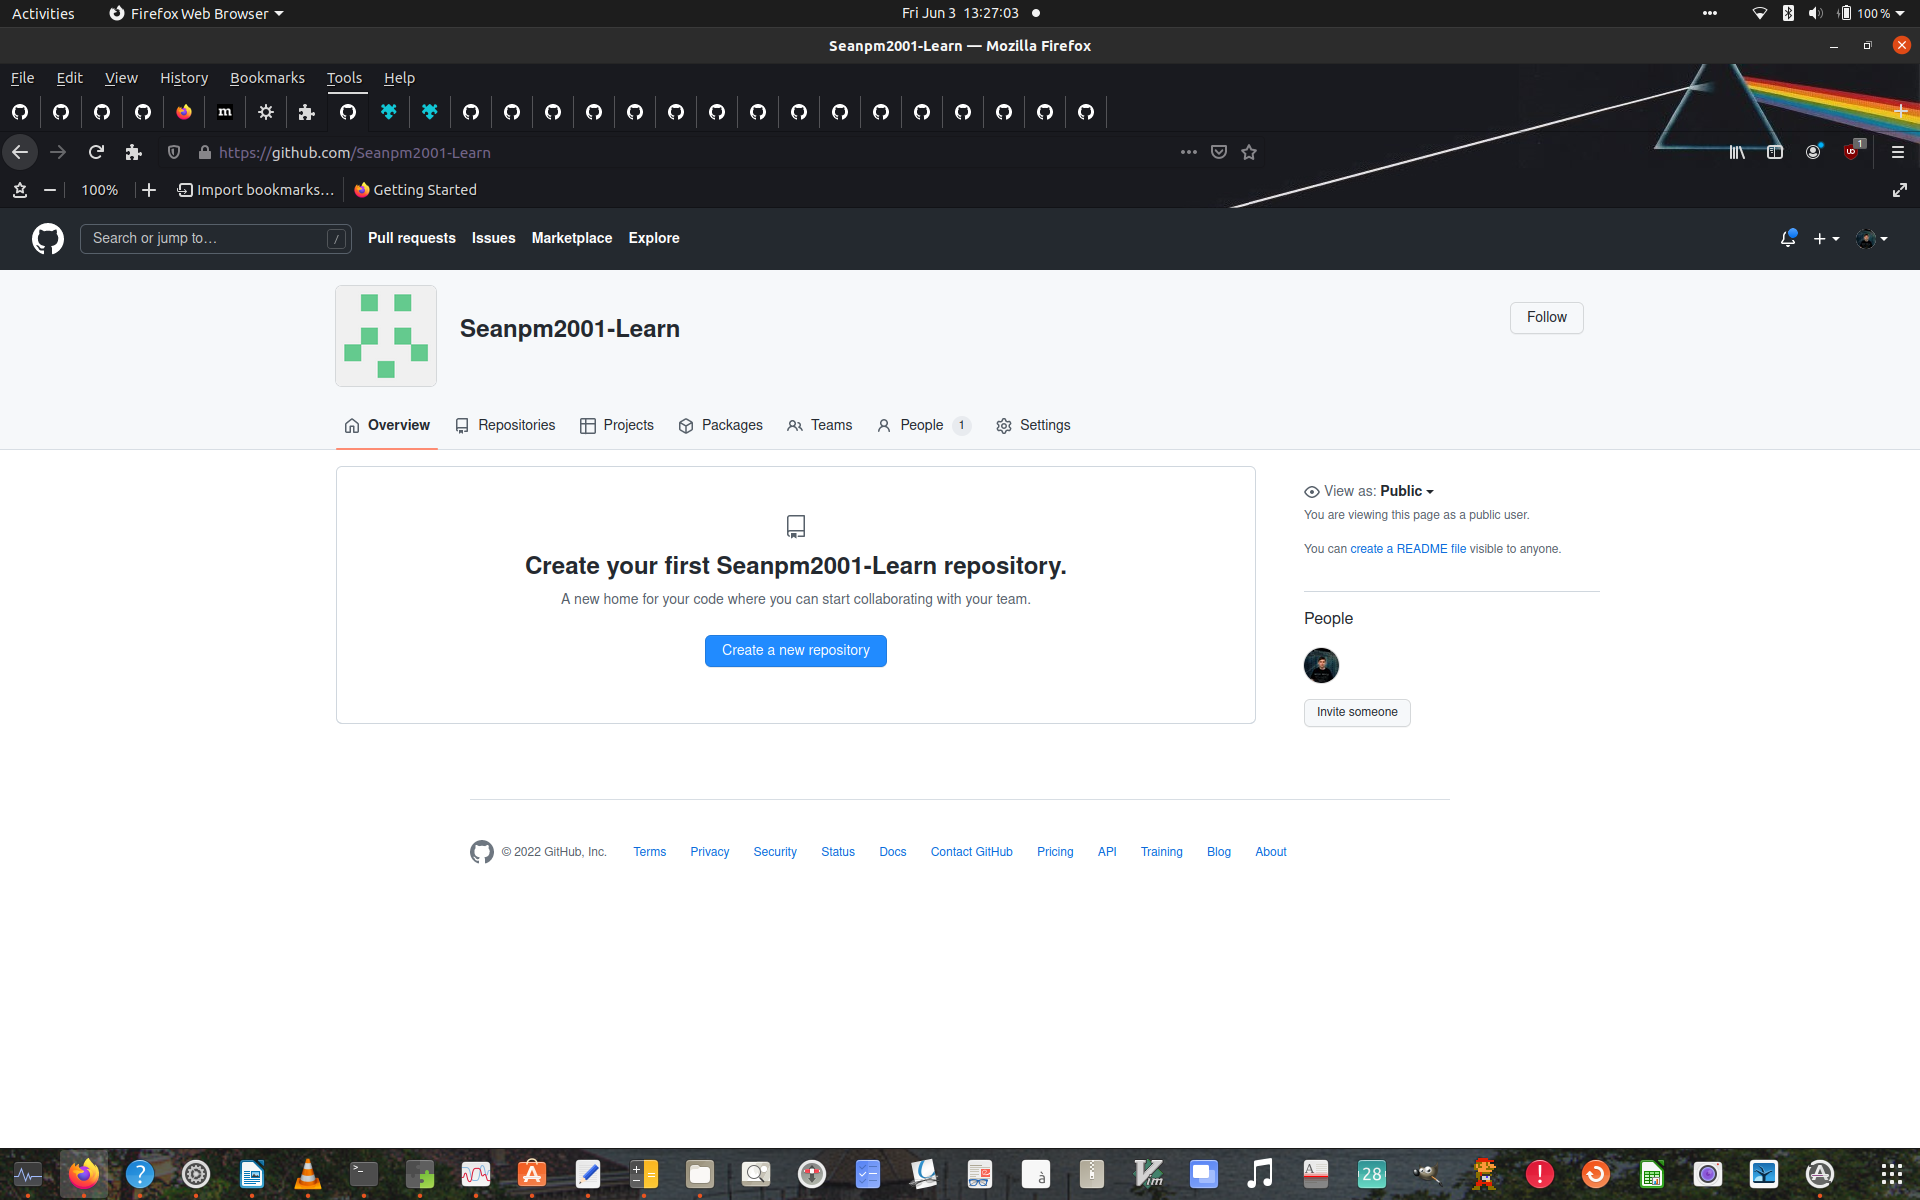 Activities
Firefox Web Browser
Fri Jun 3 13:27:03
100 %
Seanpm2001-Learn — Mozilla Firefox
File Edit View History Bookmarks Tools Help
m
https://github.com/Seanpm2001-Learn
1
100%
Import bookmarks…
Getting Started
Search or jump to…
/
Pull requests
Issues
Marketplace
Explore
Seanpm2001-Learn
Follow
Overview
Repositories
Projects
Packages
Teams
People 1
Settings
Create your first Seanpm2001-Learn repository.
A new home for your code where you can start collaborating with your team.
Create a new repository
View as: Public
You are viewing this page as a public user.
You can create a README file visible to anyone.
People
Invite someone
© 2022 GitHub, Inc.
Terms
Privacy
Security
Status
Docs
Contact GitHub
Pricing
API
Training
Blog
About
?
à
Vim
A
28